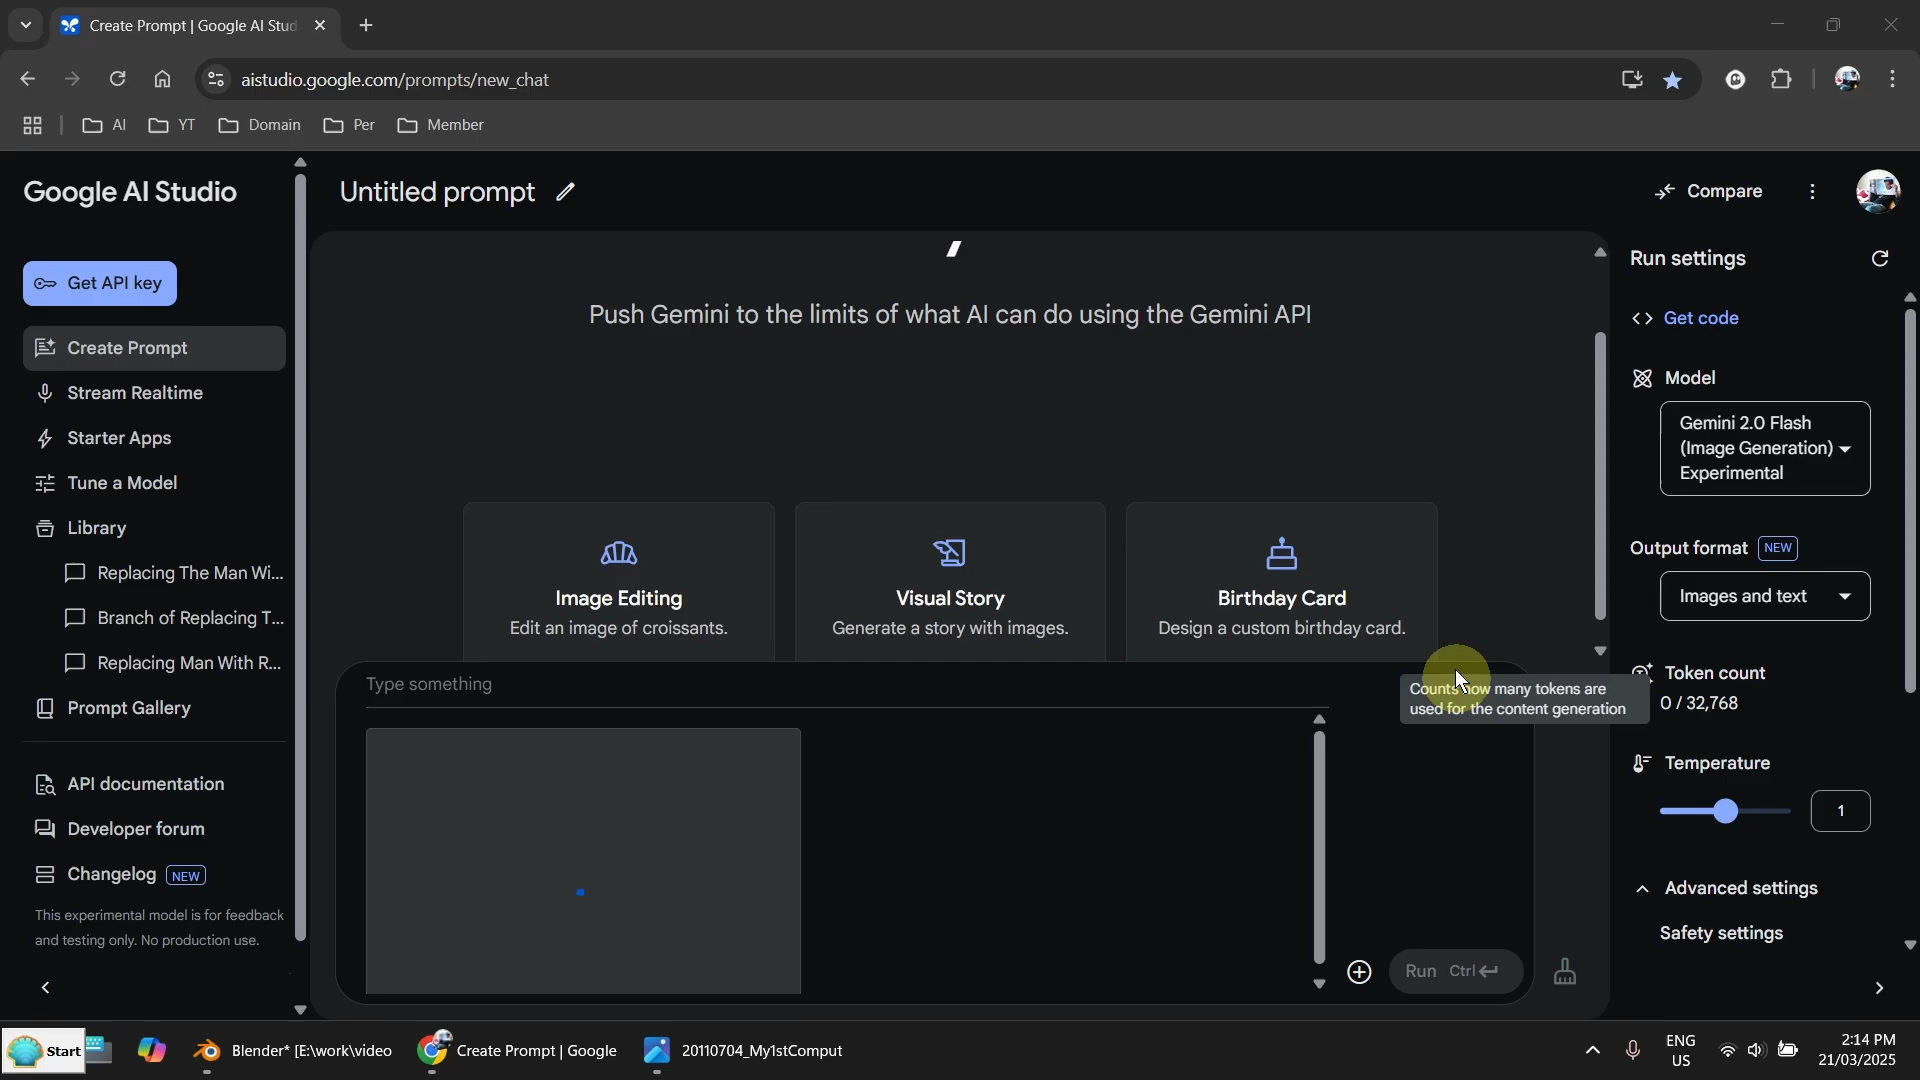 Create Prompt | Google AI Stud
aistudio.google.com/prompts/new_chat
AI
YT
Domain
Per
Member
Google AI Studio
Untitled prompt
Compare
Get API key
Create Prompt
Stream Realtime
Starter Apps
Tune a Model
Library
Replacing The Man Wi...
Branch of Replacing T...
Replacing Man With R...
Prompt Gallery
API documentation
Developer forum
Changelog NEW
This experimental model is for feedback
and testing only. No production use.
Push Gemini to the limits of what AI can do using the Gemini API
Image Editing
Edit an image of croissants.
Visual Story
Generate a story with images.
Birthday Card
Design a custom birthday card.
Type something
Run Ctrl
Counts how many tokens are
used for the content generation
Run settings
Get code
Model
Gemini 2.0 Flash
(Image Generation)
Experimental
Output format NEW
Images and text
Token count
0 / 32,768
Temperature
1
Advanced settings
Safety settings
Start
Blender* [E:\work\video
Create Prompt | Google
20110704_My1stComput
ENG
US
2:14 PM
21/03/2025